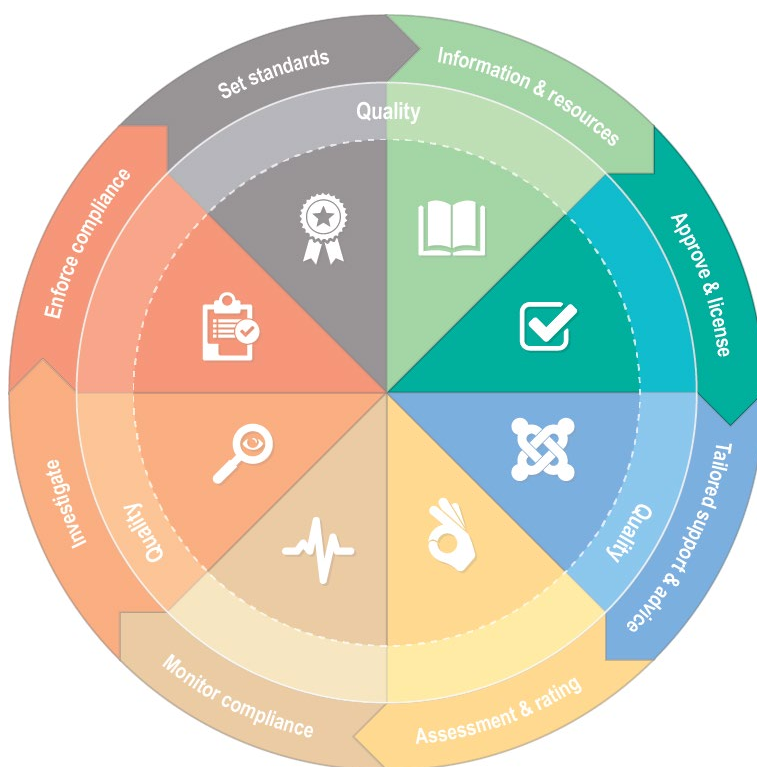 Set standards
Information & resources
Approve & license
Tailored support & advice
Assessment & rating
Monitor compliance
Investigate
Enforce compliance
Quality
Quality
Quality